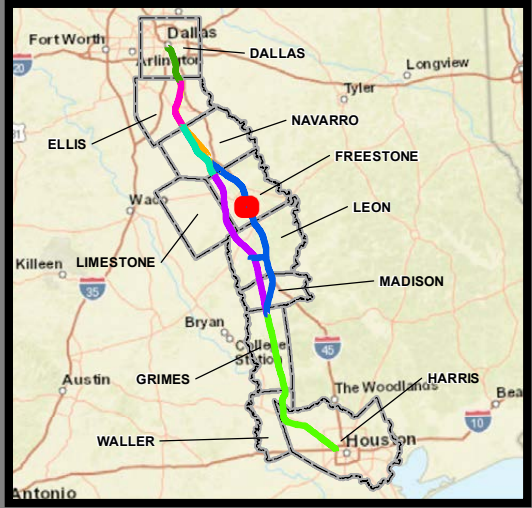 Fort Worth
Dallas
DALLAS
Arlington
20
Longview
Tyler
NAVARRO
ELLIS
FREESTONE
Waco
LEON
LIMESTONE
Killeen
35
MADISON
Bryan
College
Station
45
GRIMES
HARRIS
Austin
The Woodlands
Bea
10
WALLER
Houston
Antonio